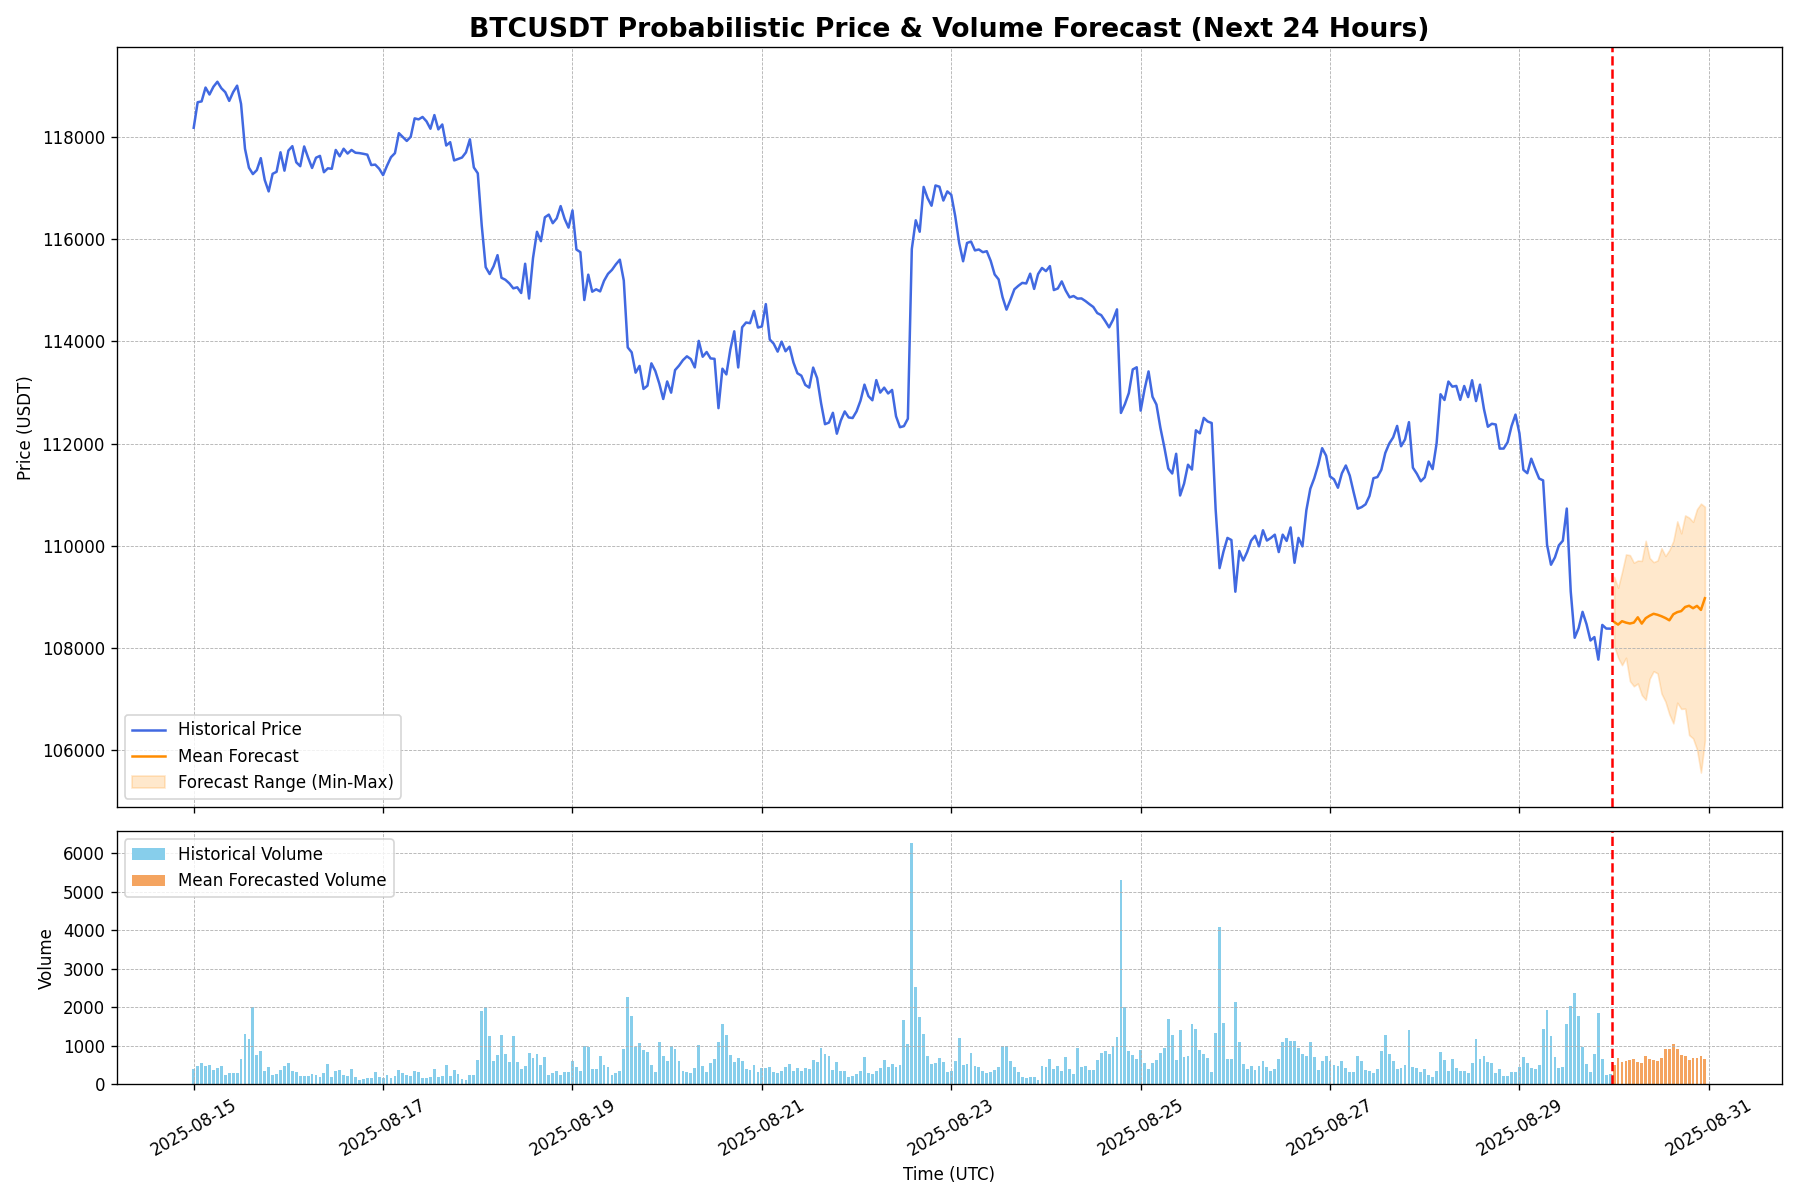 BTCUSDT Probabilistic Price & Volume Forecast (Next 24 Hours)
118000
116000
114000
112000
110000
108000
106000
Price (USDT)
Historical Price
Mean Forecast
Forecast Range (Min-Max)
6000
5000
4000
3000
2000
1000
0
Volume
Historical Volume
Mean Forecasted Volume
2025-08-15
2025-08-17
2025-08-19
2025-08-21
2025-08-23
2025-08-25
2025-08-27
2025-08-29
2025-08-31
Time (UTC)